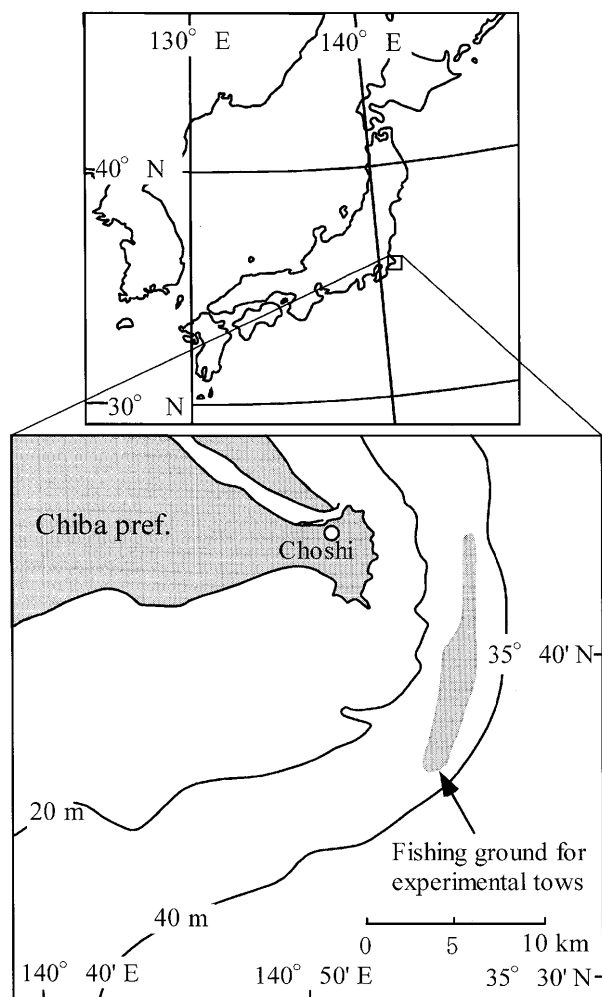 130° E
140° E
40° N
30° N
Chiba pref.
Choshi
35° 40' N
20 m
Fishing ground for
experimental tows
40 m
0 5 10 km
140° 40' E
140° 50' E
35° 30' N